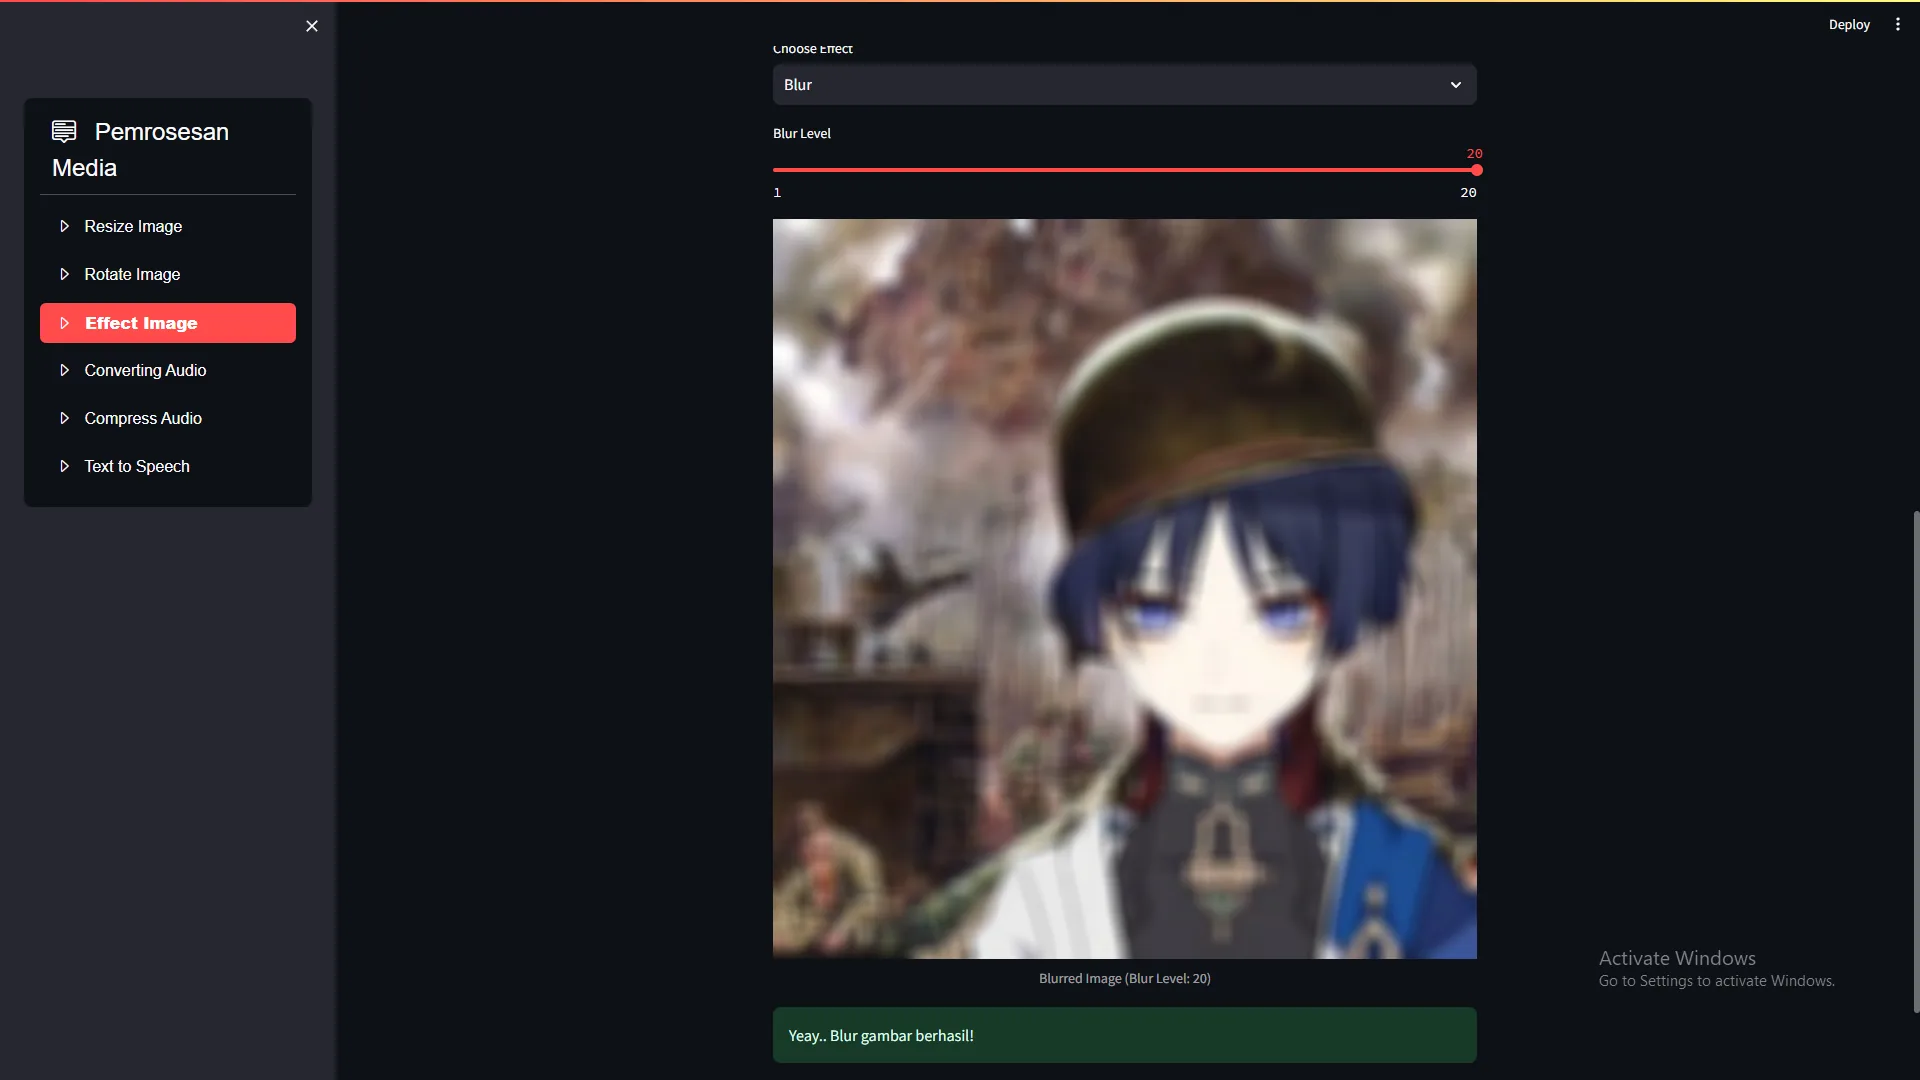 Deploy
Pemrosesan
Media
Resize Image
Rotate Image
Effect Image
Converting Audio
Compress Audio
Text to Speech
Choose Effect
Blur
Blur Level
20
1
20
Blurred Image (Blur Level: 20)
Yeay.. Blur gambar berhasil!
Activate Windows
Go to Settings to activate Windows.